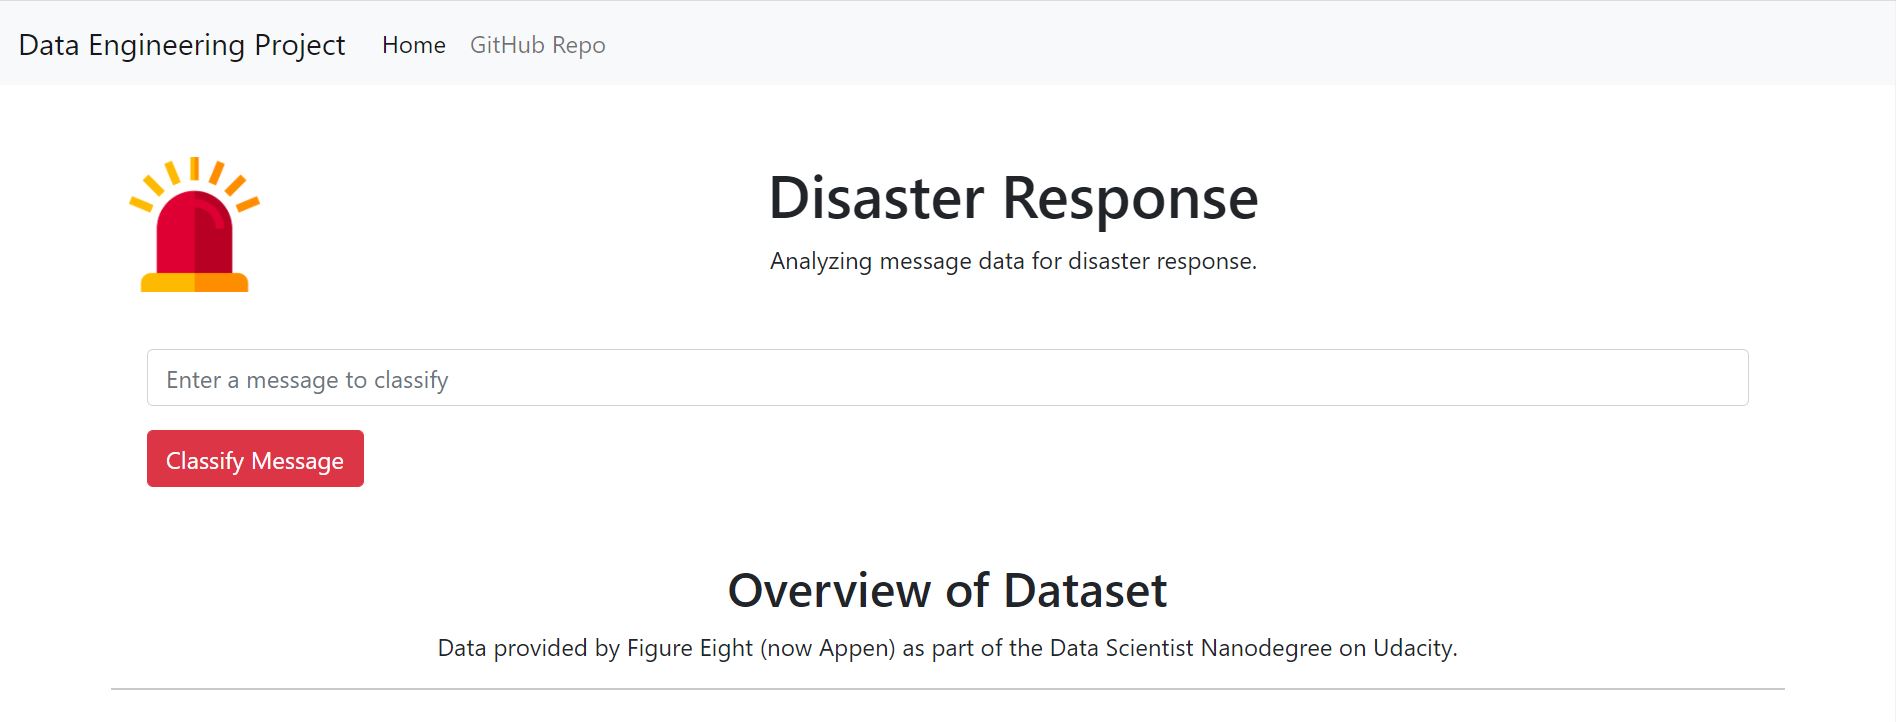 Data Engineering Project Home GitHub Repo
Disaster Response
Analyzing message data for disaster response.
Enter a message to classify
Classify Message
Overview of Dataset
Data provided by Figure Eight (now Appen) as part of the Data Scientist Nanodegree on Udacity.